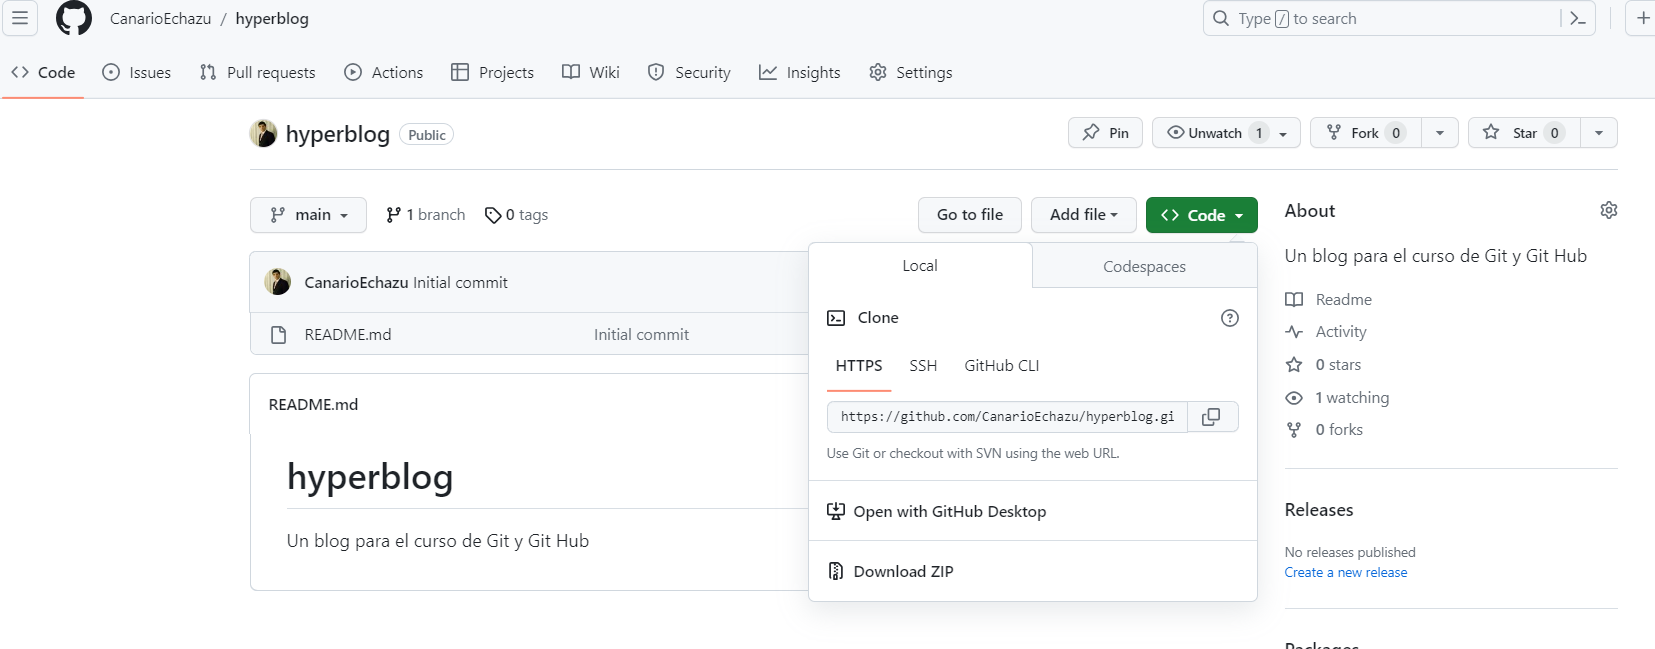 CanarioEchazu / hyperblog
Type / to search
Code Issues Pull requests Actions Projects Wiki Security Insights Settings
hyperblog Public
Pin Unwatch 1 Fork 0 Star 0
main 1 branch 0 tags
Go to file Add file Code
CanarioEchazu Initial commit
README.md Initial commit
README.md
hyperblog
Un blog para el curso de Git y Git Hub
Local Codespaces
Clone
HTTPS SSH GitHub CLI
https://github.com/CanarioEchazu/hyperblog.gi
Use Git or checkout with SVN using the web URL.
Open with GitHub Desktop
Download ZIP
About
Un blog para el curso de Git y Git Hub
Readme
Activity
0 stars
1 watching
0 forks
Releases
No releases published
Create a new release
Packages